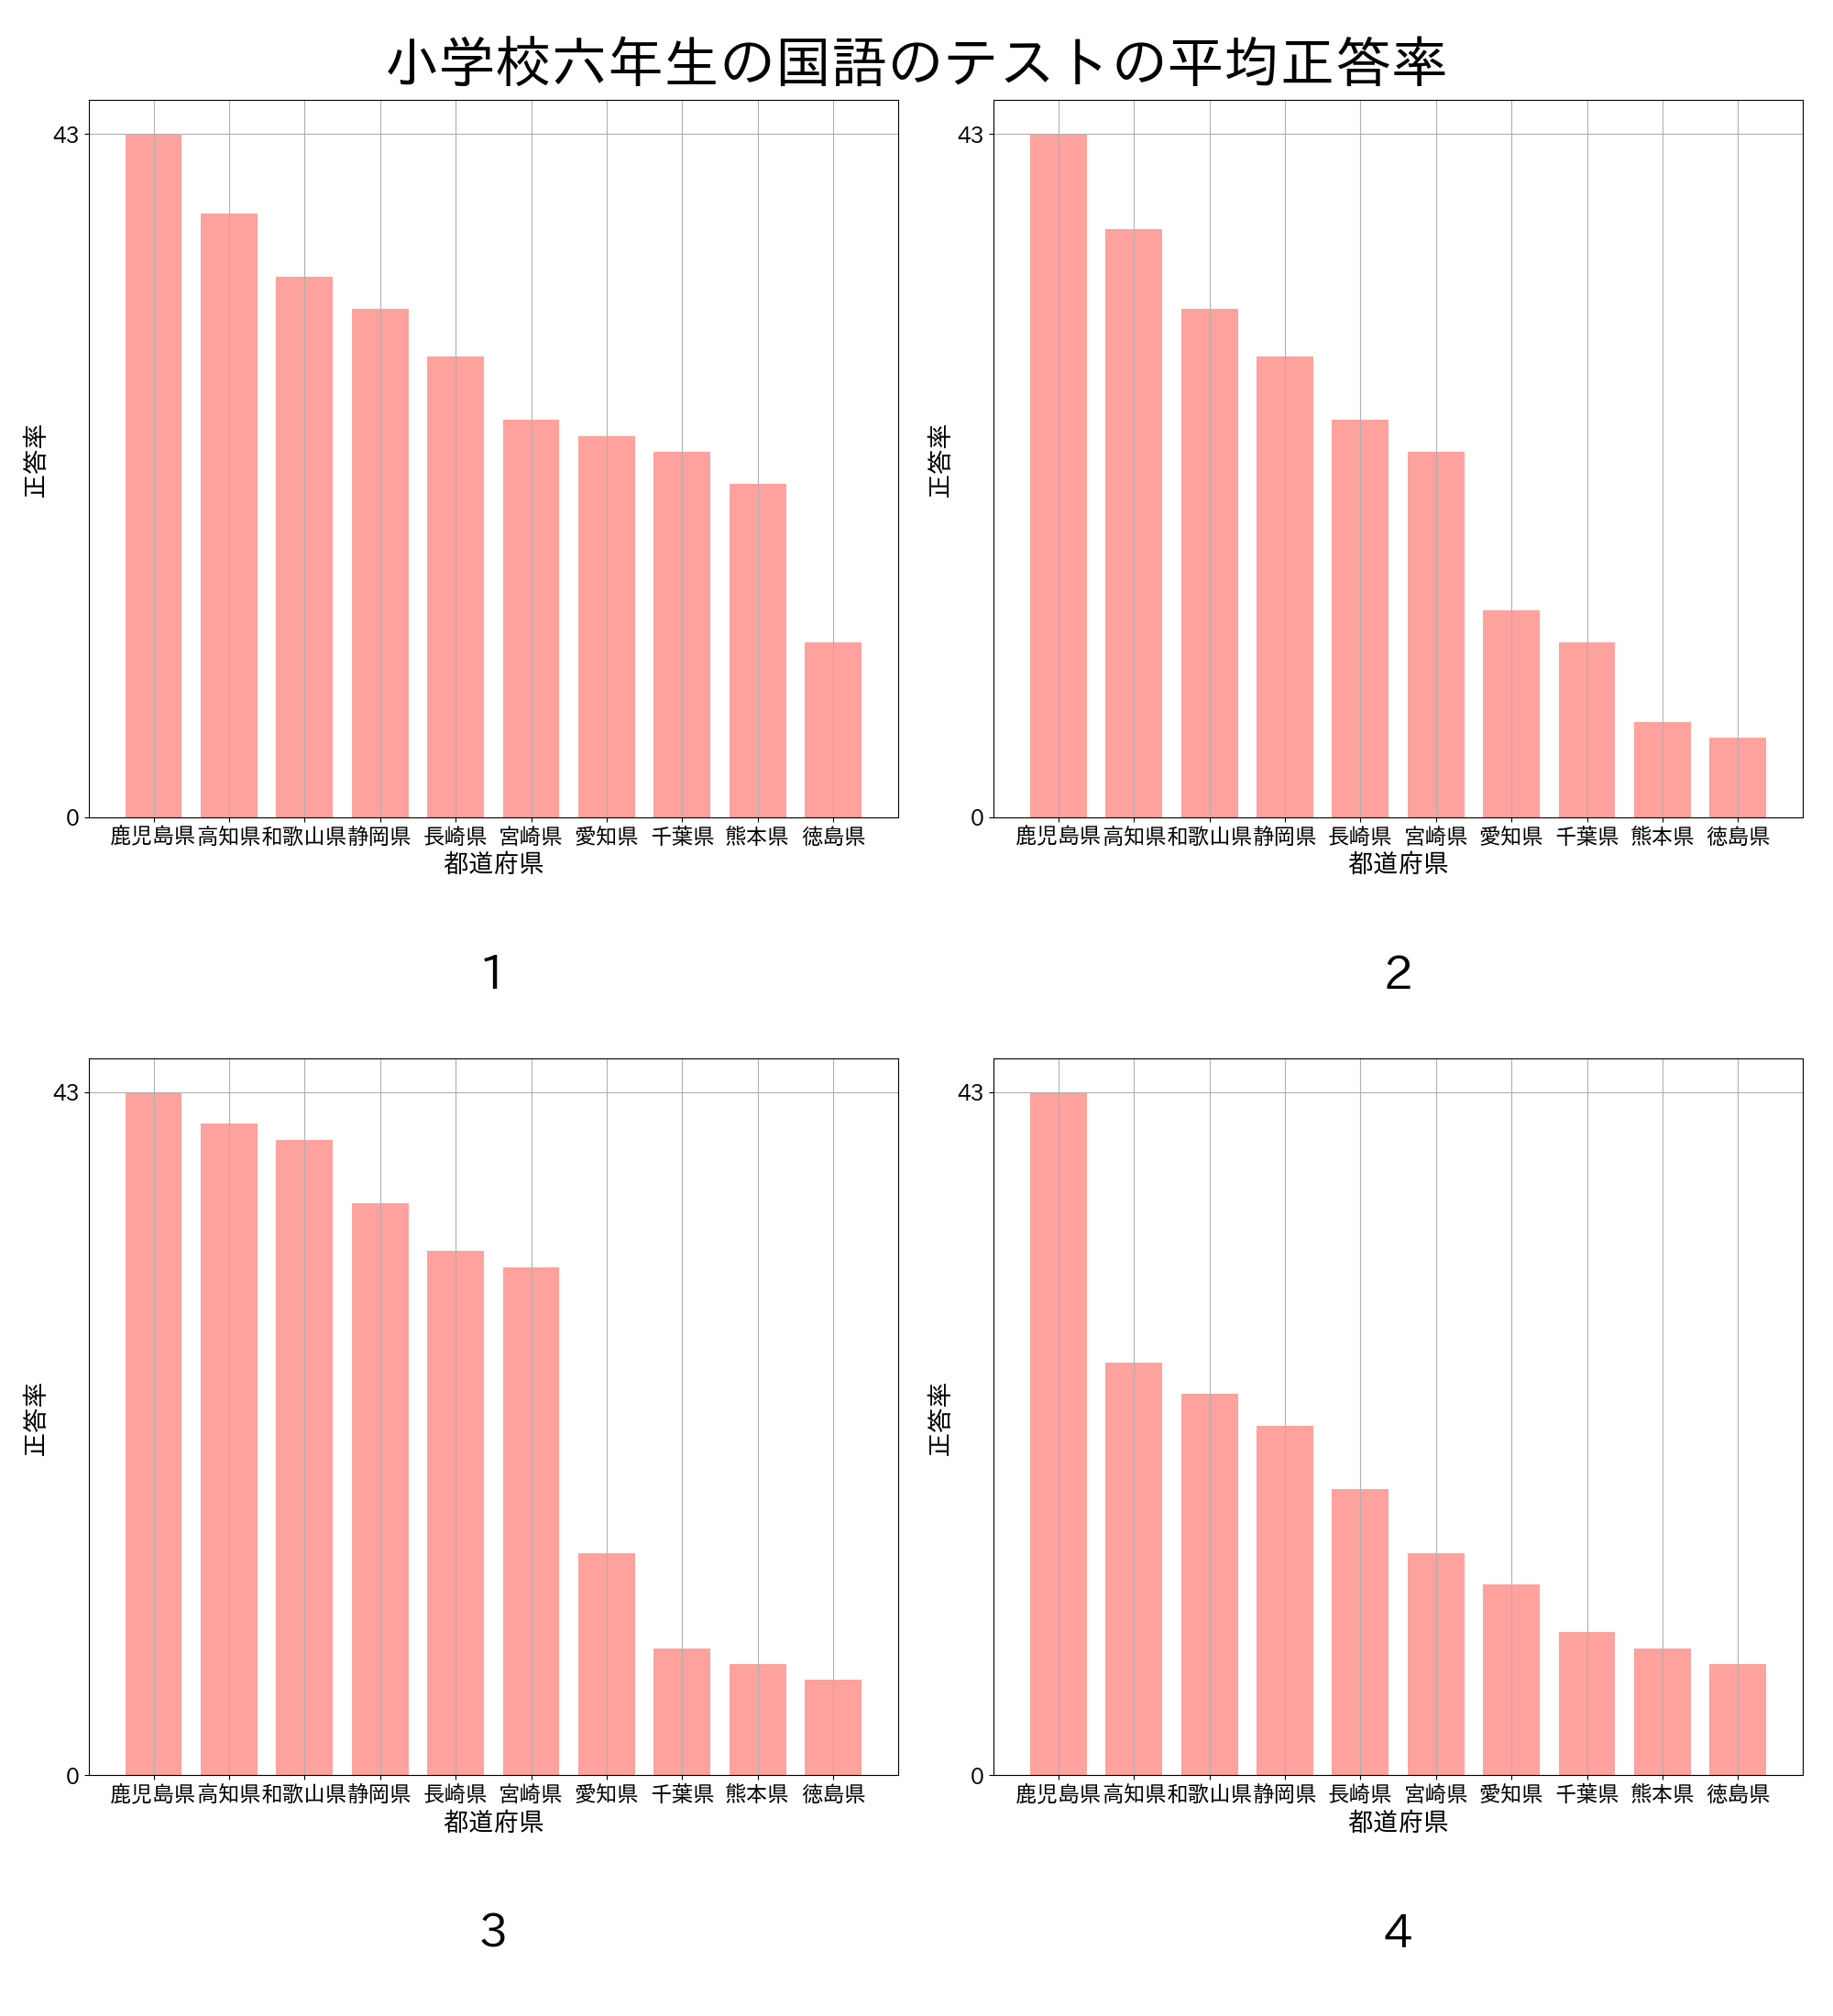 小学校六年生の国語のテストの平均正答率
43
正答率
0
鹿児島県 高知県 和歌山県 静岡県 長崎県 宮崎県 愛知県 千葉県 熊本県 徳島県
都道府県
1
43
正答率
0
鹿児島県 高知県 和歌山県 静岡県 長崎県 宮崎県 愛知県 千葉県 熊本県 徳島県
都道府県
2
43
正答率
0
鹿児島県 高知県 和歌山県 静岡県 長崎県 宮崎県 愛知県 千葉県 熊本県 徳島県
都道府県
3
43
正答率
0
鹿児島県 高知県 和歌山県 静岡県 長崎県 宮崎県 愛知県 千葉県 熊本県 徳島県
都道府県
4